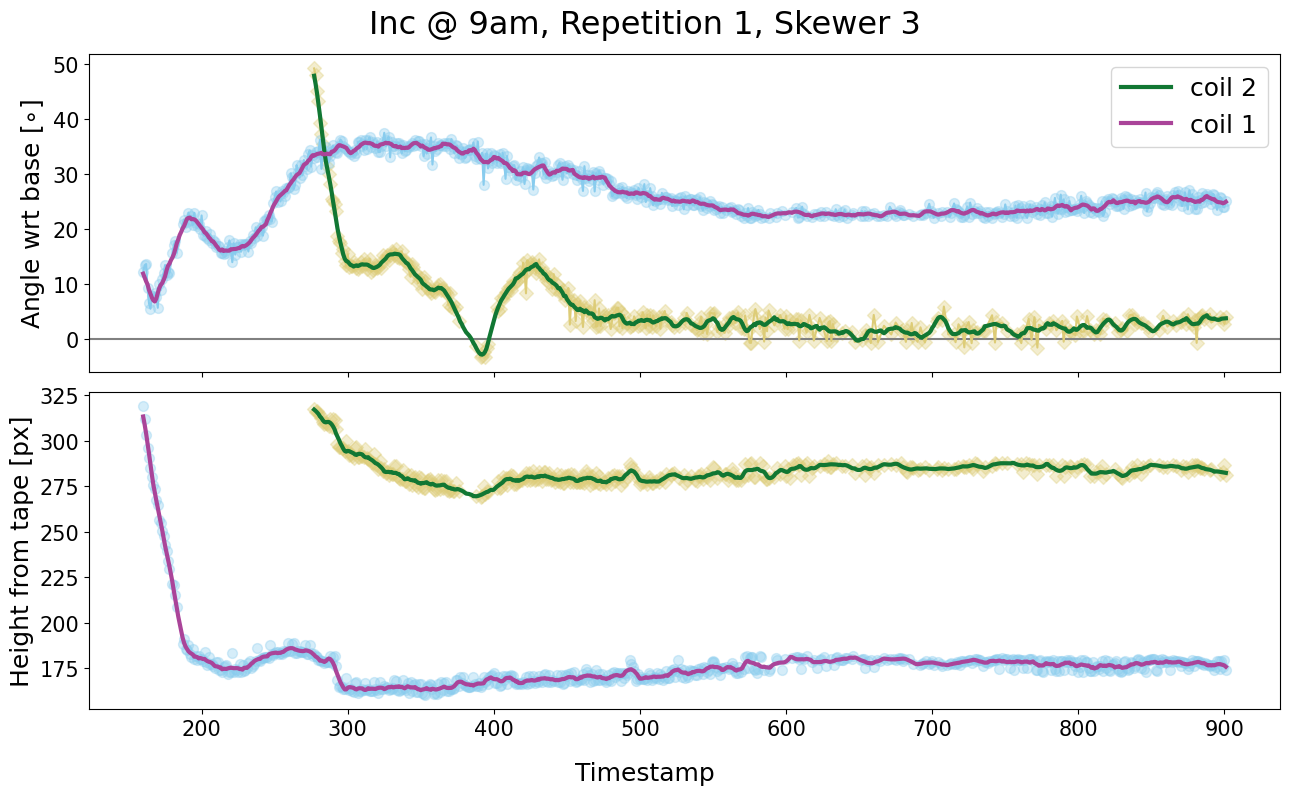 Inc @ 9am, Repetition 1, Skewer 3
Angle wrt base [∘]
50
40
30
20
10
0
coil 2
coil 1
Height from tape [px]
325
300
275
250
225
200
175
200 300 400 500 600 700 800 900
Timestamp